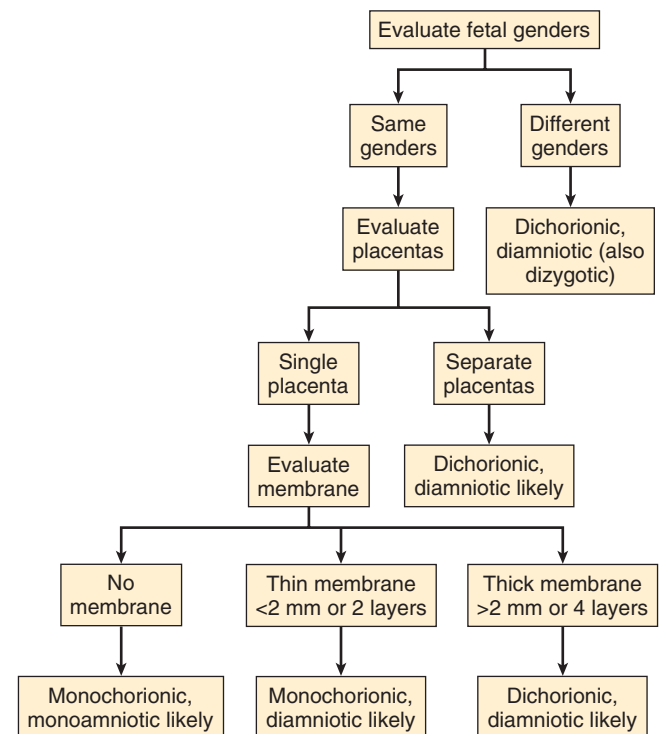 Evaluate fetal genders
Same
genders
Different
genders
Evaluate
placentas
Dichorionic,
diamniotic (also
dizygotic)
Single
placenta
Separate
placentas
Evaluate
membrane
Dichorionic,
diamniotic likely
No
membrane
Thin membrane
<2 mm or 2 layers
Thick membrane
>2 mm or 4 layers
Monochorionic,
monoamniotic likely
Monochorionic,
diamniotic likely
Dichorionic,
diamniotic likely